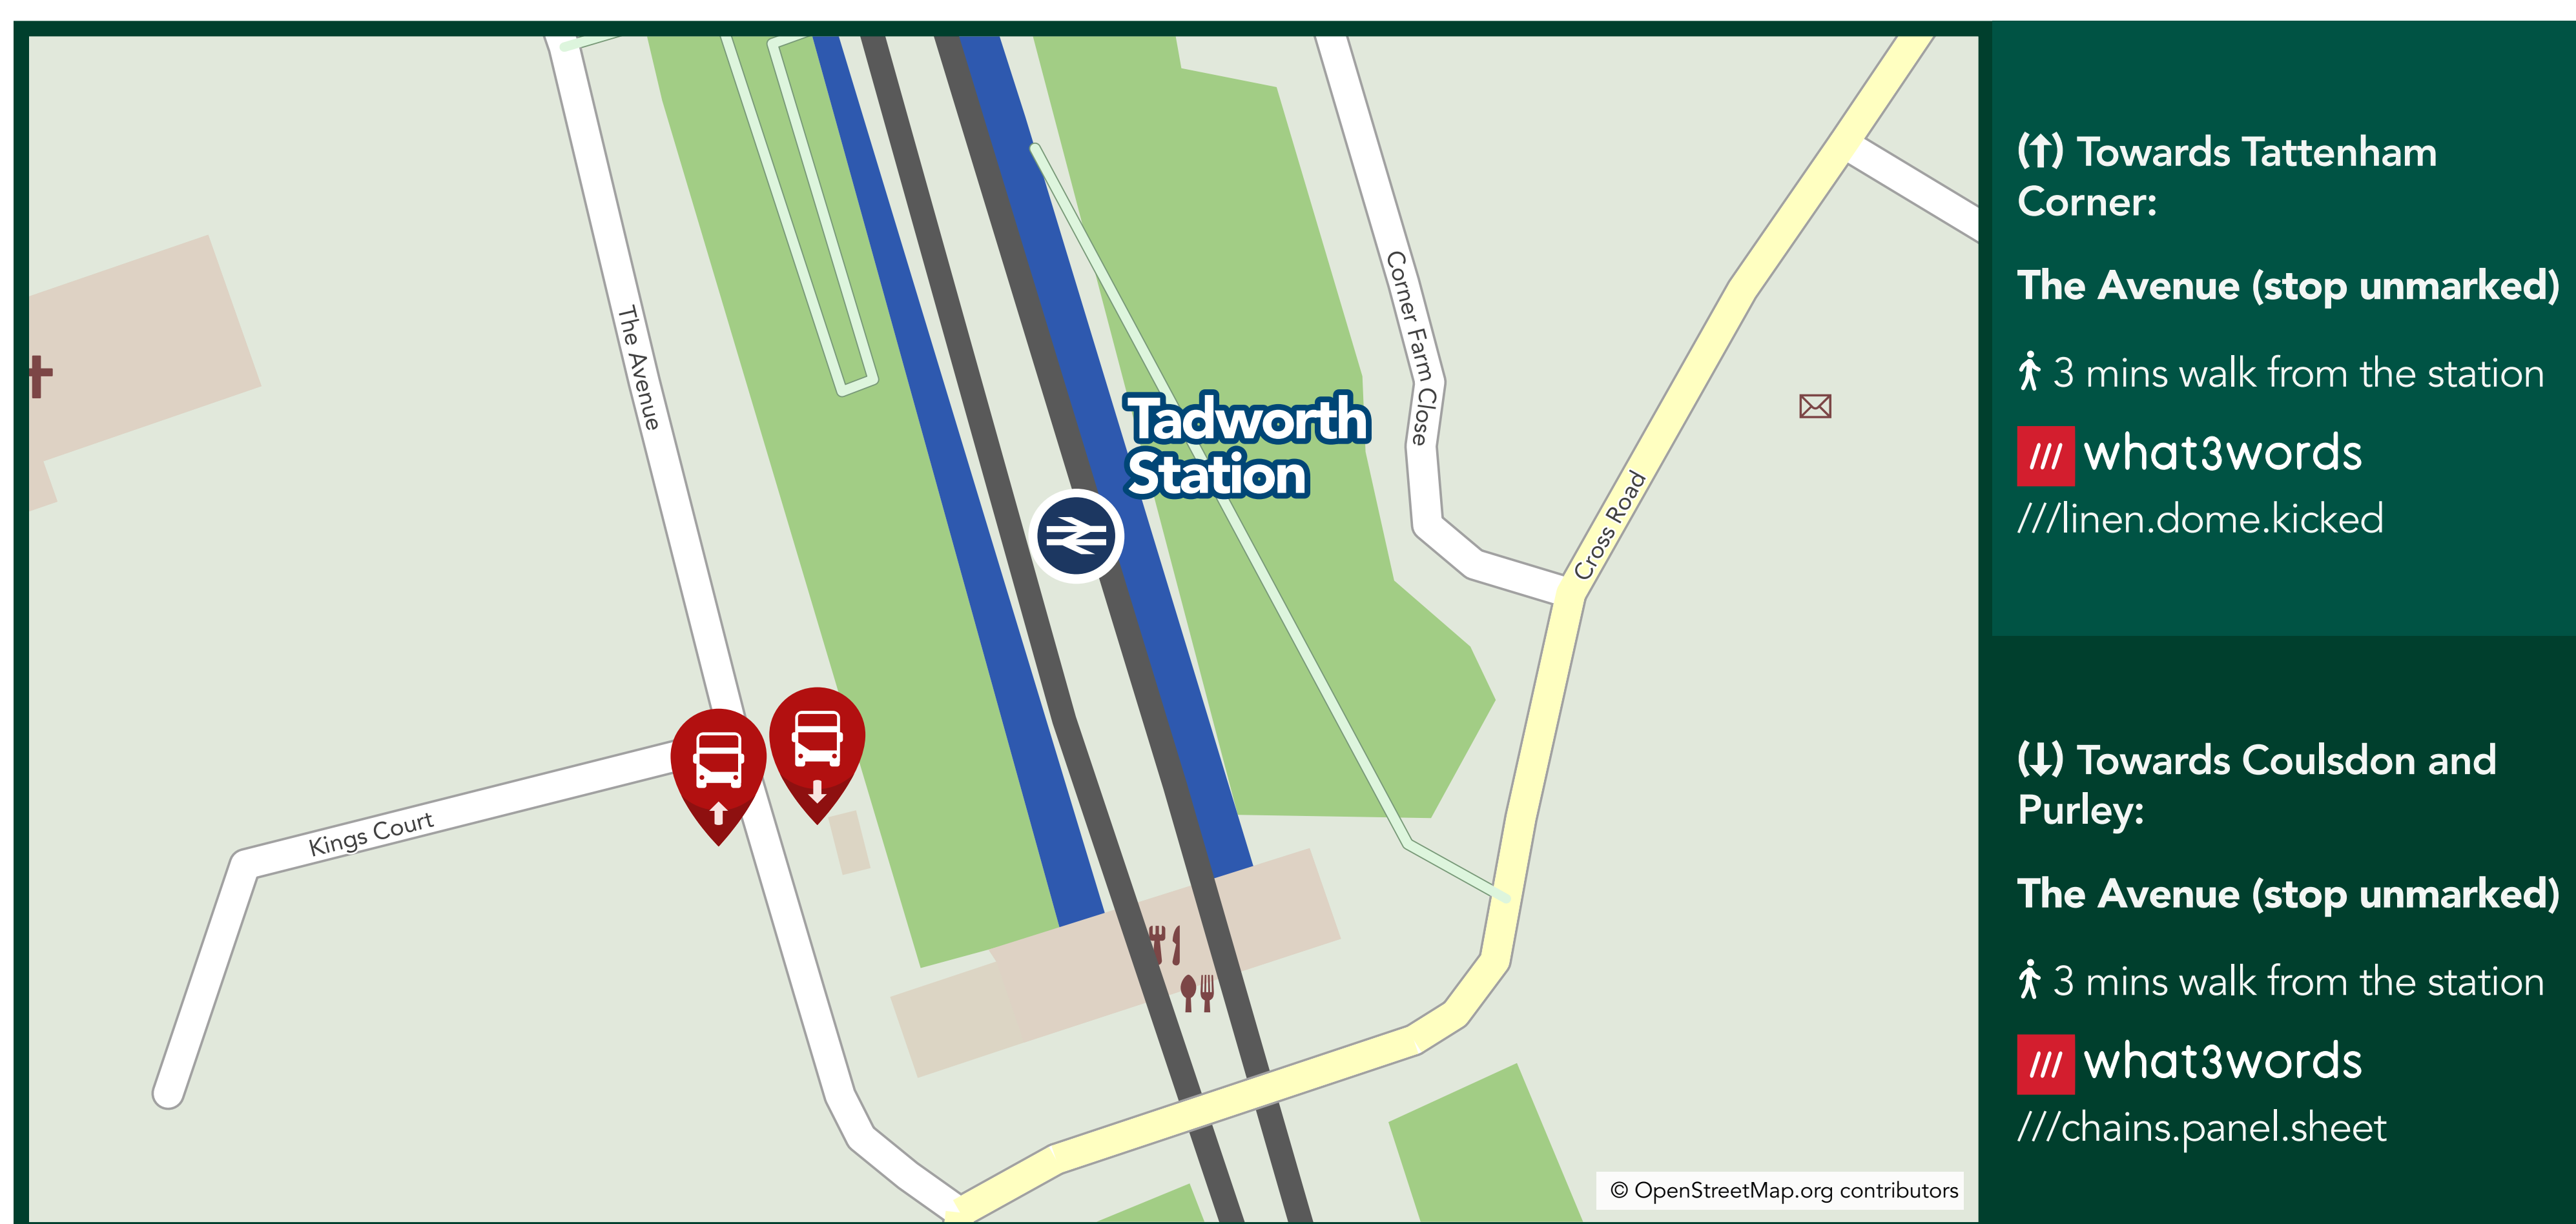 The Avenue
Corner Farm Close
Tadworth
Station
Cross Road
Kings Court
© OpenStreetMap.org contributors
(↑) Towards Tattenham
Corner:
The Avenue (stop unmarked)
3 mins walk from the station
/// what3words
///linen.dome.kicked
(↓) Towards Coulsdon and
Purley:
The Avenue (stop unmarked)
3 mins walk from the station
/// what3words
///chains.panel.sheet